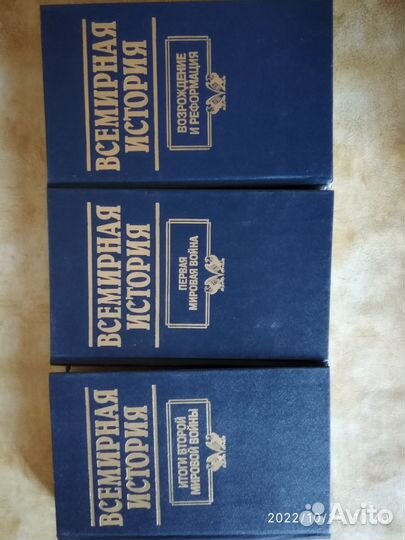 ВСЕМИРНАЯ
ИСТОРИЯ
ВОЗРОЖДЕНИЕ
И РЕФОРМАЦИЯ
ВСЕМИРНАЯ
ИСТОРИЯ
ПЕРВАЯ
МИРОВАЯ ВОЙНА
ВСЕМИРНАЯ
ИСТОРИЯ
ИТОГИ ВТОРОЙ
МИРОВОЙ ВОЙНЫ
Avito